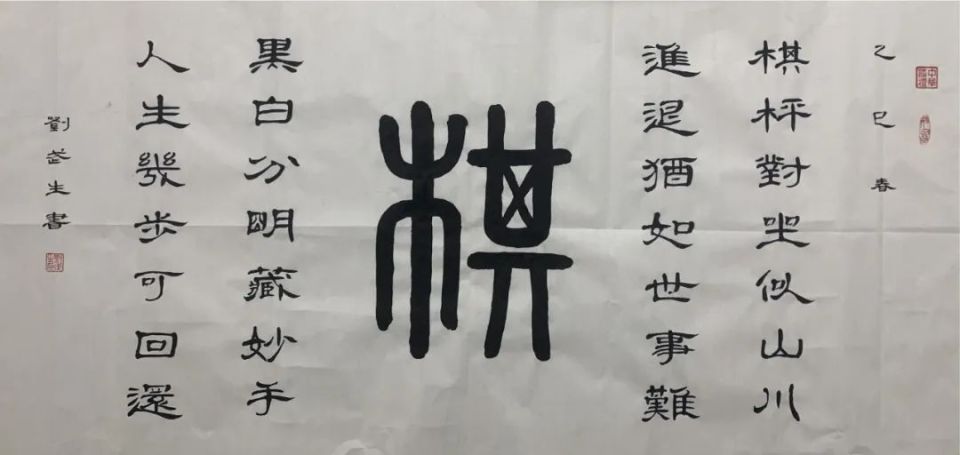 乙巳春
棋枰對坐似山川
進退猶如世事難
棋
黑白分明藏妙手
人生幾步可回還
劉武生書